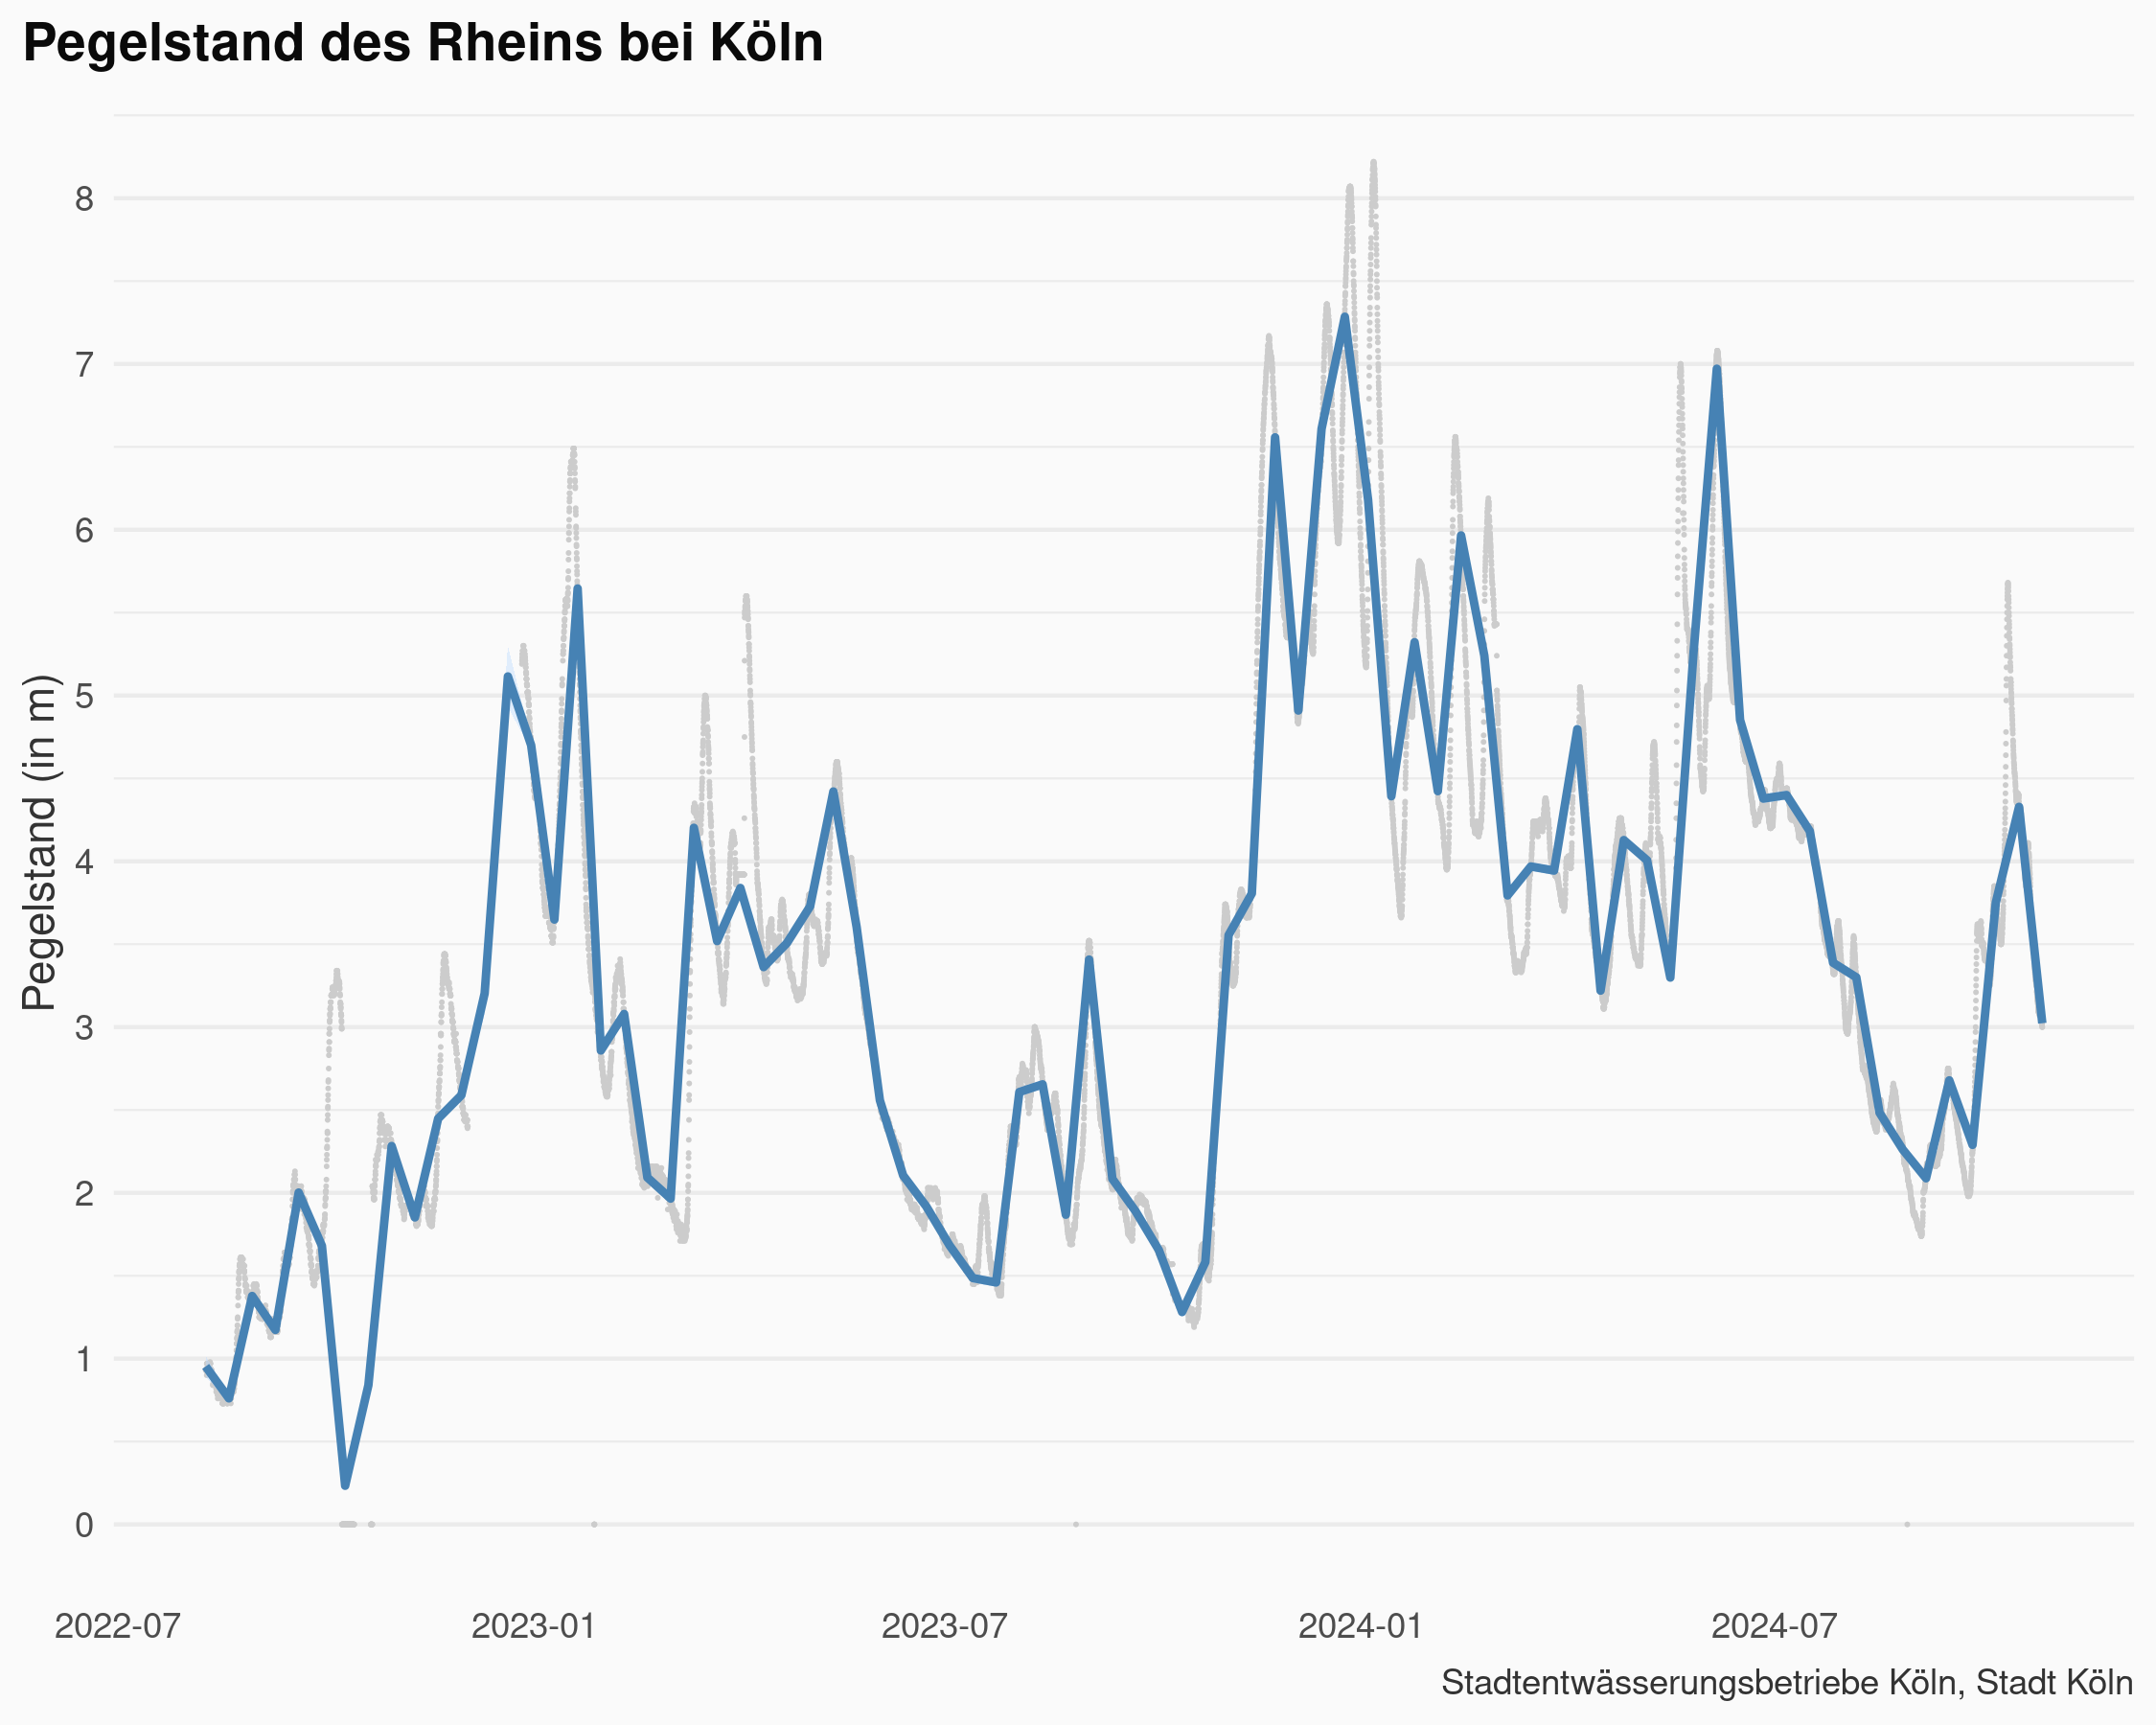 Pegelstand des Rheins bei Köln
Pegelstand (in m)
8
7
6
5
4
3
2
1
0
2022-07 2023-01 2023-07 2024-01 2024-07
Stadtentwässerungsbetriebe Köln, Stadt Köln